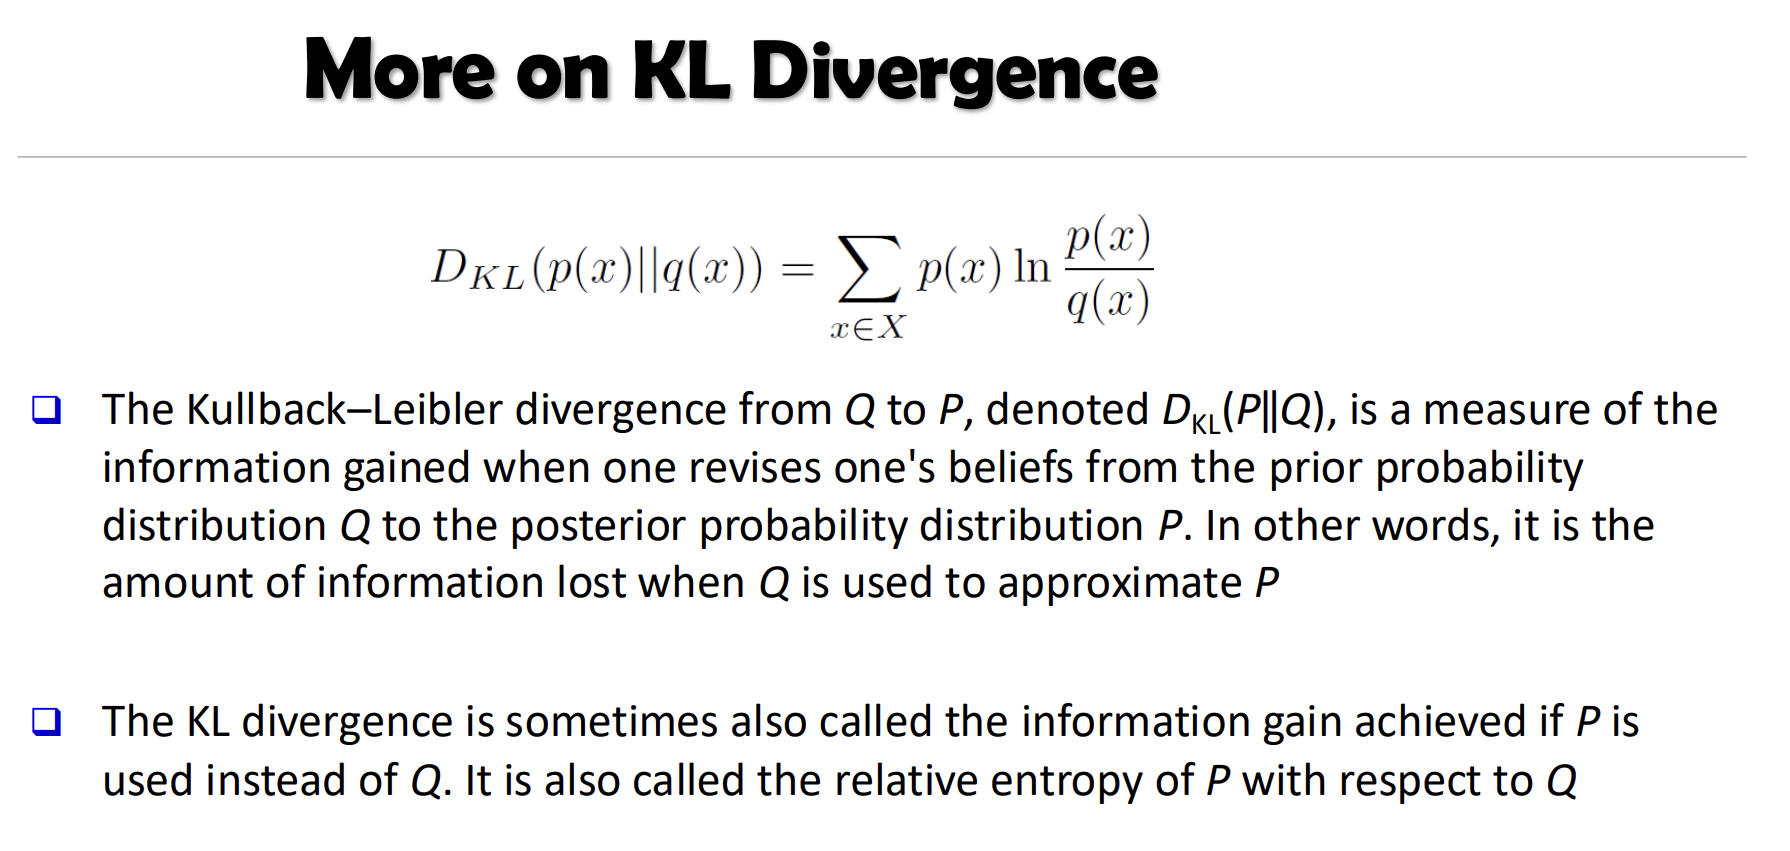 More on KL Divergence
D_{KL}(p(x)||q(x)) = \sum_{x \in X} p(x) \ln \frac{p(x)}{q(x)}
❑ The Kullback–Leibler divergence from Q to P, denoted D_{KL}(P‖Q), is a measure of the
information gained when one revises one's beliefs from the prior probability
distribution Q to the posterior probability distribution P. In other words, it is the
amount of information lost when Q is used to approximate P
❑ The KL divergence is sometimes also called the information gain achieved if P is
used instead of Q. It is also called the relative entropy of P with respect to Q